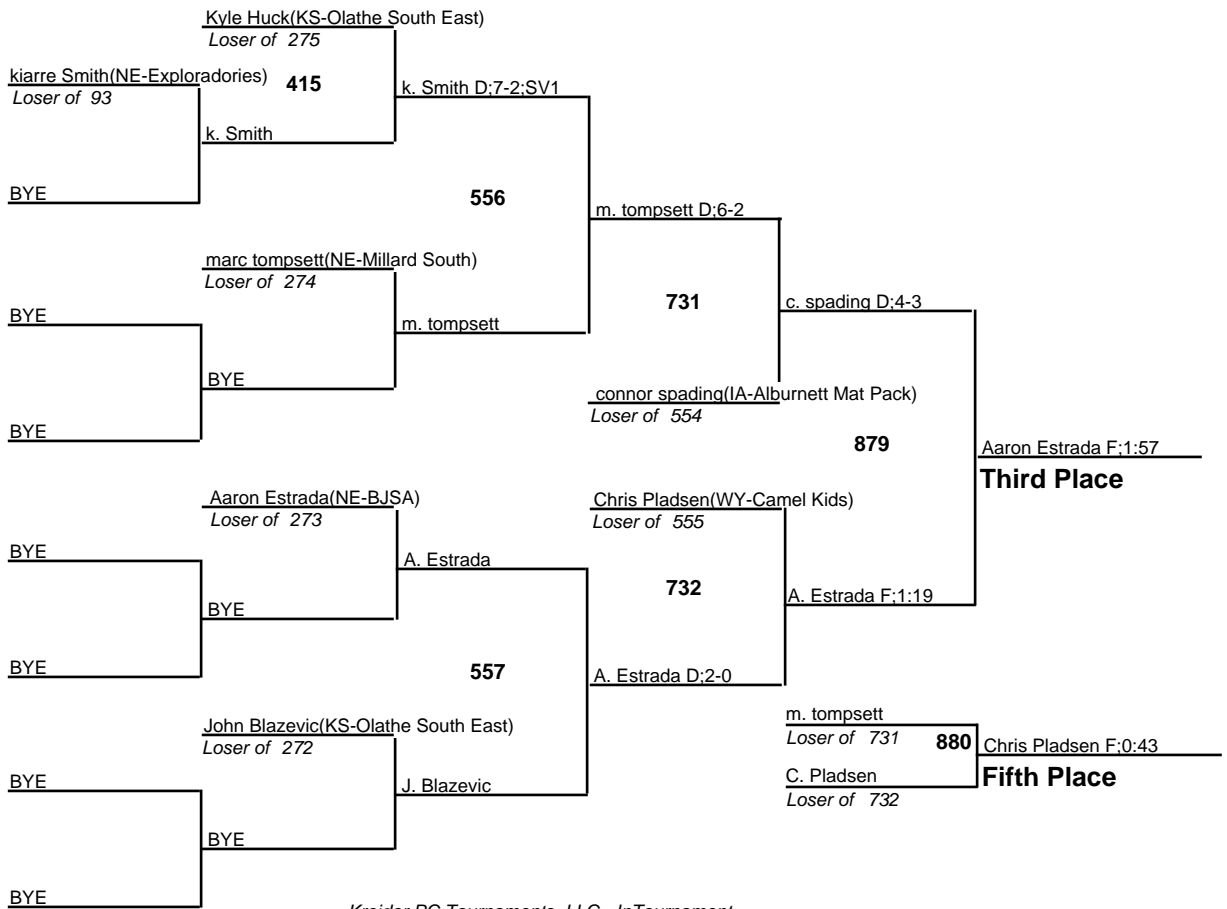 Kyle Huck(KS-Olathe South East)
Loser of 275
kiarre Smith(NE-Exploradories)
Loser of 93
415
k. Smith D;7-2;SV1
k. Smith
BYE
556
m. tompsett D;6-2
marc tompsett(NE-Millard South)
Loser of 274
BYE
731
c. spading D;4-3
m. tompsett
BYE
connor spading(IA-Alburnett Mat Pack)
Loser of 554
BYE
879
Aaron Estrada F;1:57
Third Place
Aaron Estrada(NE-BJSA)
Loser of 273
Chris Pladsen(WY-Camel Kids)
Loser of 555
BYE
A. Estrada
732
A. Estrada F;1:19
BYE
BYE
557
A. Estrada D;2-0
John Blazevic(KS-Olathe South East)
Loser of 272
m. tompsett
Loser of 731
880
Chris Pladsen F;0:43
Fifth Place
C. Pladsen
Loser of 732
BYE
J. Blazevic
BYE
BYE
Kreider PC Tournaments, LLC - InTournament